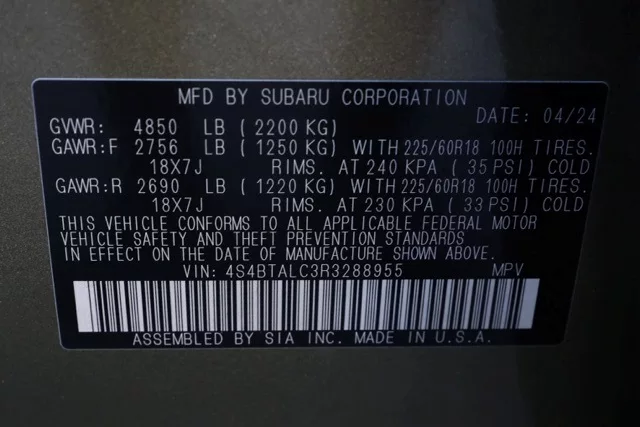 MFD BY SUBARU CORPORATION
DATE: 04/24
GVWR: 4850 LB (2200 KG)
GAWR:F 2756 LB (1250 KG) WITH 225/60R18 100H TIRES.
18X7J RIMS. AT 240 KPA (35 PSI) COLD
GAWR:R 2690 LB (1220 KG) WITH 225/60R18 100H TIRES.
18X7J RIMS. AT 230 KPA (33 PSI) COLD
THIS VEHICLE CONFORMS TO ALL APPLICABLE FEDERAL MOTOR
VEHICLE SAFETY AND THEFT PREVENTION STANDARDS
IN EFFECT ON THE DATE OF MANUFACTURE SHOWN ABOVE.
VIN: 4S4BTALC3R3288955 MPV
ASSEMBLED BY SIA INC. MADE IN U.S.A.